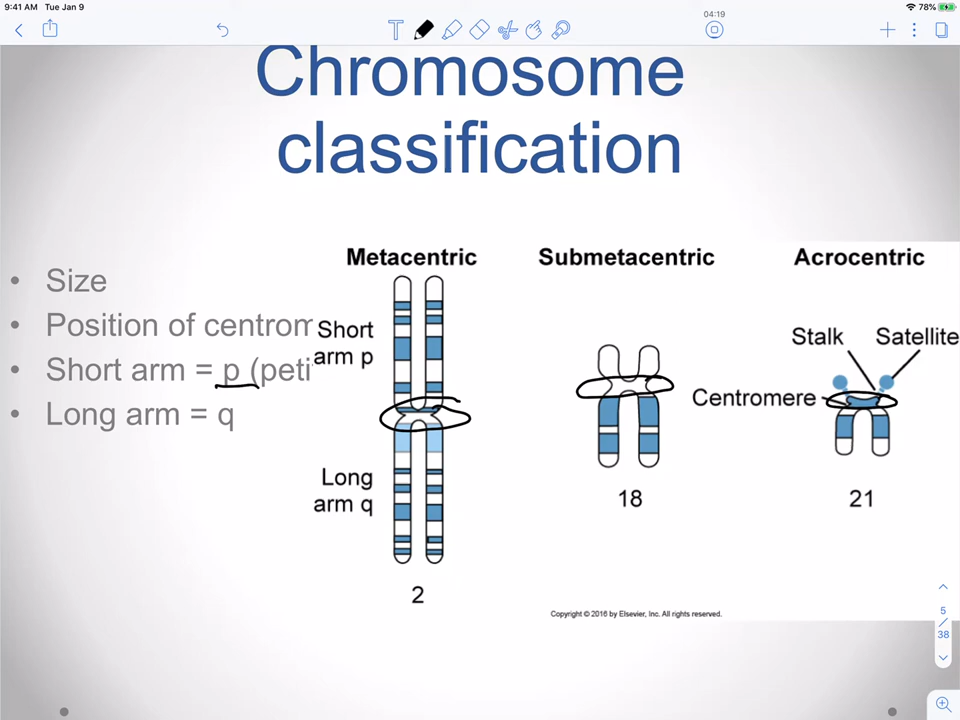 9:41 AM Tue Jan 9
78%
04:19
Chromosome
classification
• Size
• Position of centrom
• Short arm = p (peti
• Long arm = q
Metacentric
Submetacentric
Acrocentric
Short
arm p
Long
arm q
Stalk
Satellite
Centromere
2
18
21
Copyright © 2016 by Elsevier, Inc. All rights reserved.
5
/
38